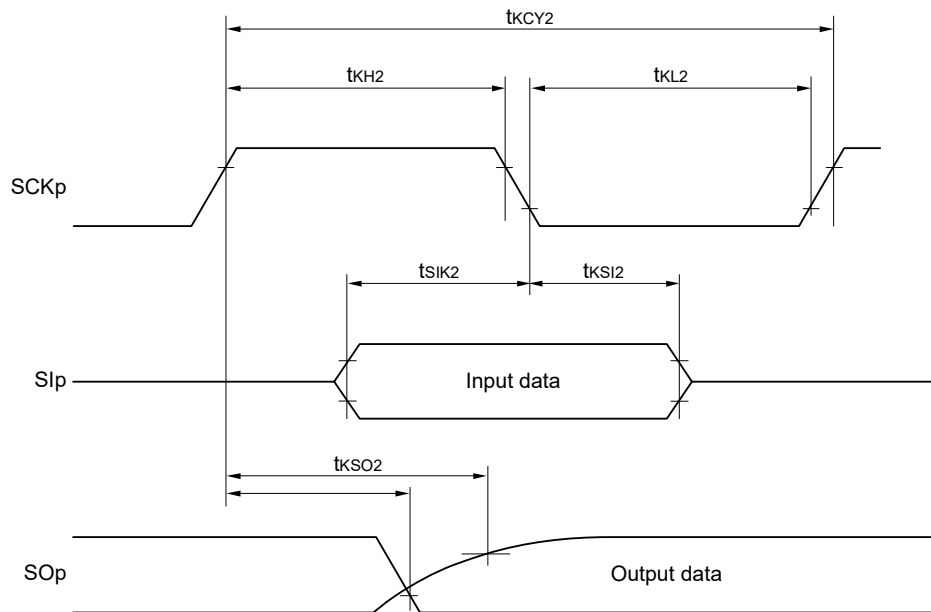 tKCY2
tKH2
tKL2
SCKp
tSIK2
tKSI2
SIp
Input data
tKSO2
SOp
Output data